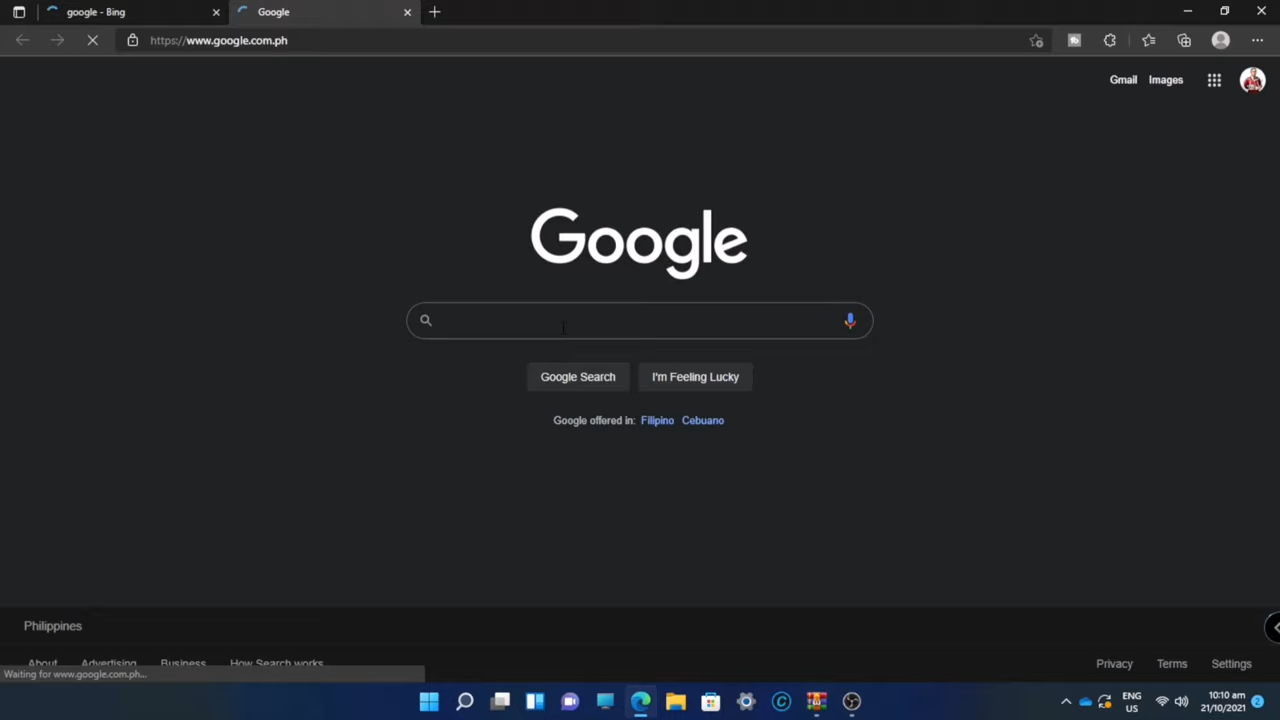 google - Bing
Google
https://www.google.com.ph
Gmail Images
Google
Google Search I'm Feeling Lucky
Google offered in: Filipino Cebuano
Philippines
About Advertising Business How Search works
Privacy Terms Settings
Waiting for www.google.com.ph...
ENG
US
10:10 am
21/10/2021
2